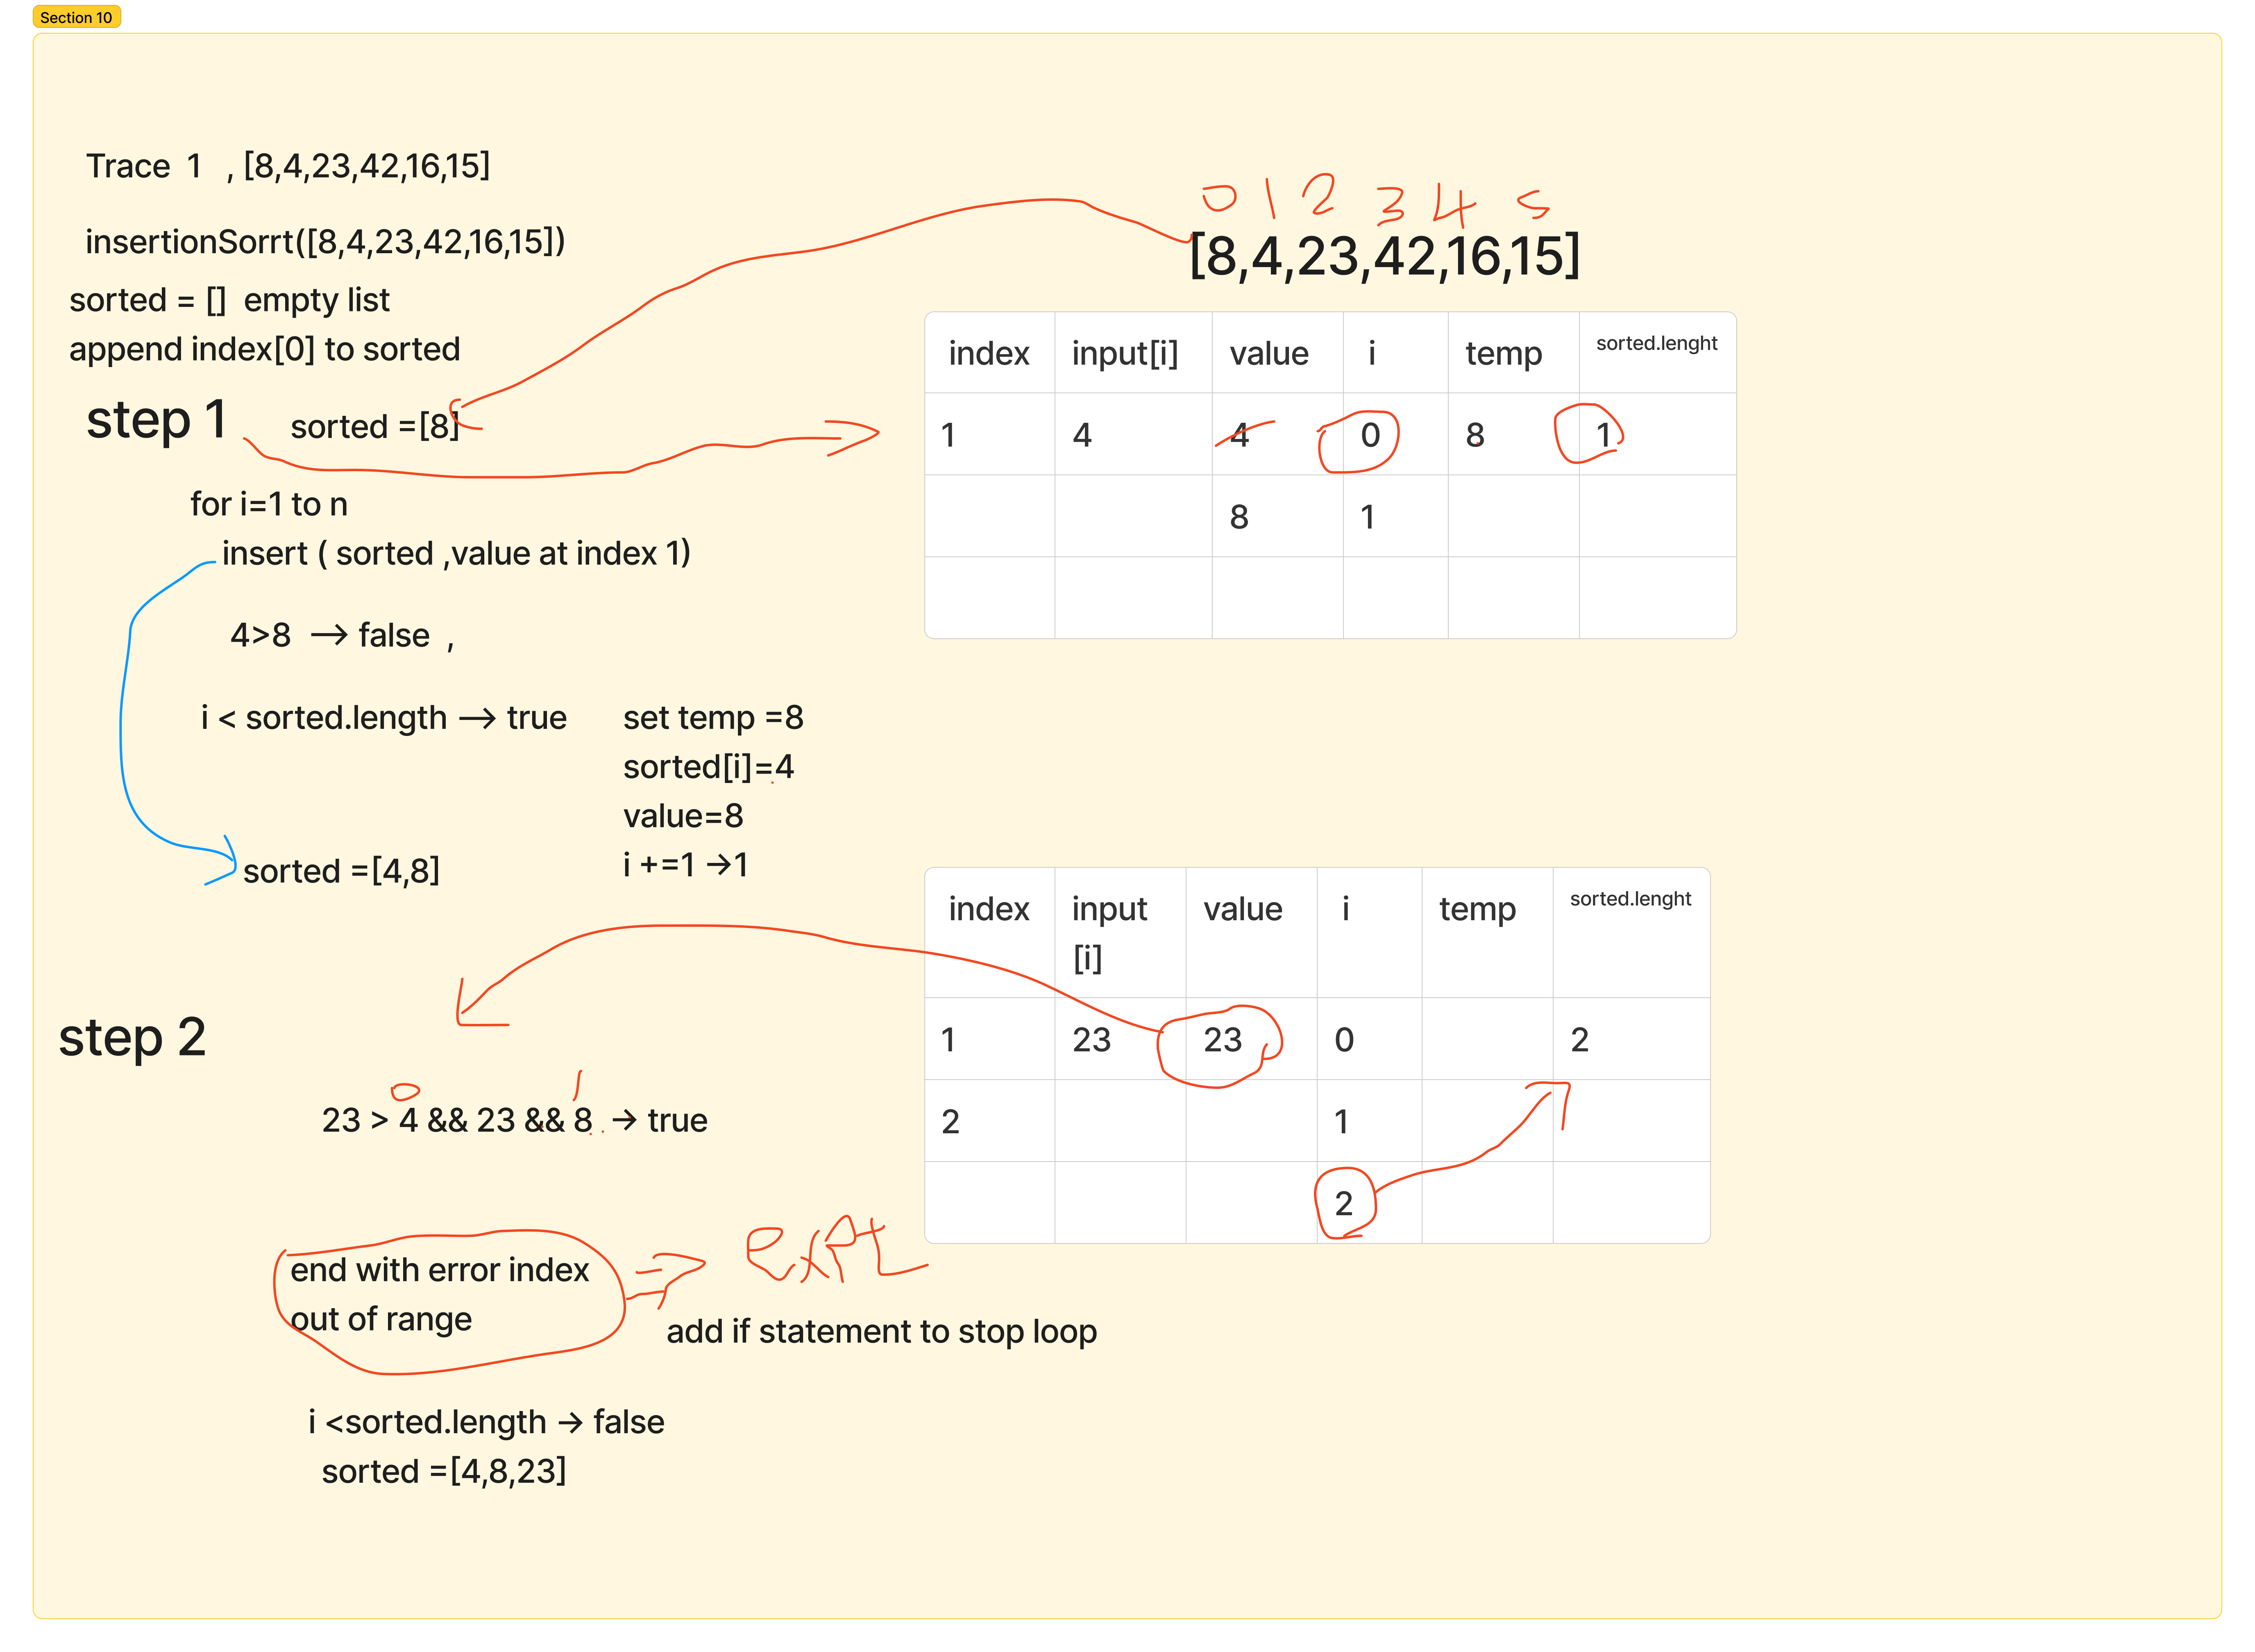 Section 10
Trace 1 , [8,4,23,42,16,15]
insertionSorrt([8,4,23,42,16,15])
sorted = [] empty list
append index[0] to sorted
step 1 sorted =[8]
for i=1 to n
insert ( sorted ,value at index 1)
4>8 → false ,
i < sorted.length → true
set temp =8
sorted[i]=4
value=8
i +=1 →1
sorted =[4,8]
0 1 2 3 4 5
[8,4,23,42,16,15]
index input[i] value i temp sorted.lenght
1 4 4 0 8 1
8 1
step 2
0 1
23 > 4 && 23 && 8 → true
index input [i] value i temp sorted.lenght
1 23 23 0 2
2 1
2
end with error index
out of range
exit
add if statement to stop loop
i <sorted.length → false
sorted =[4,8,23]